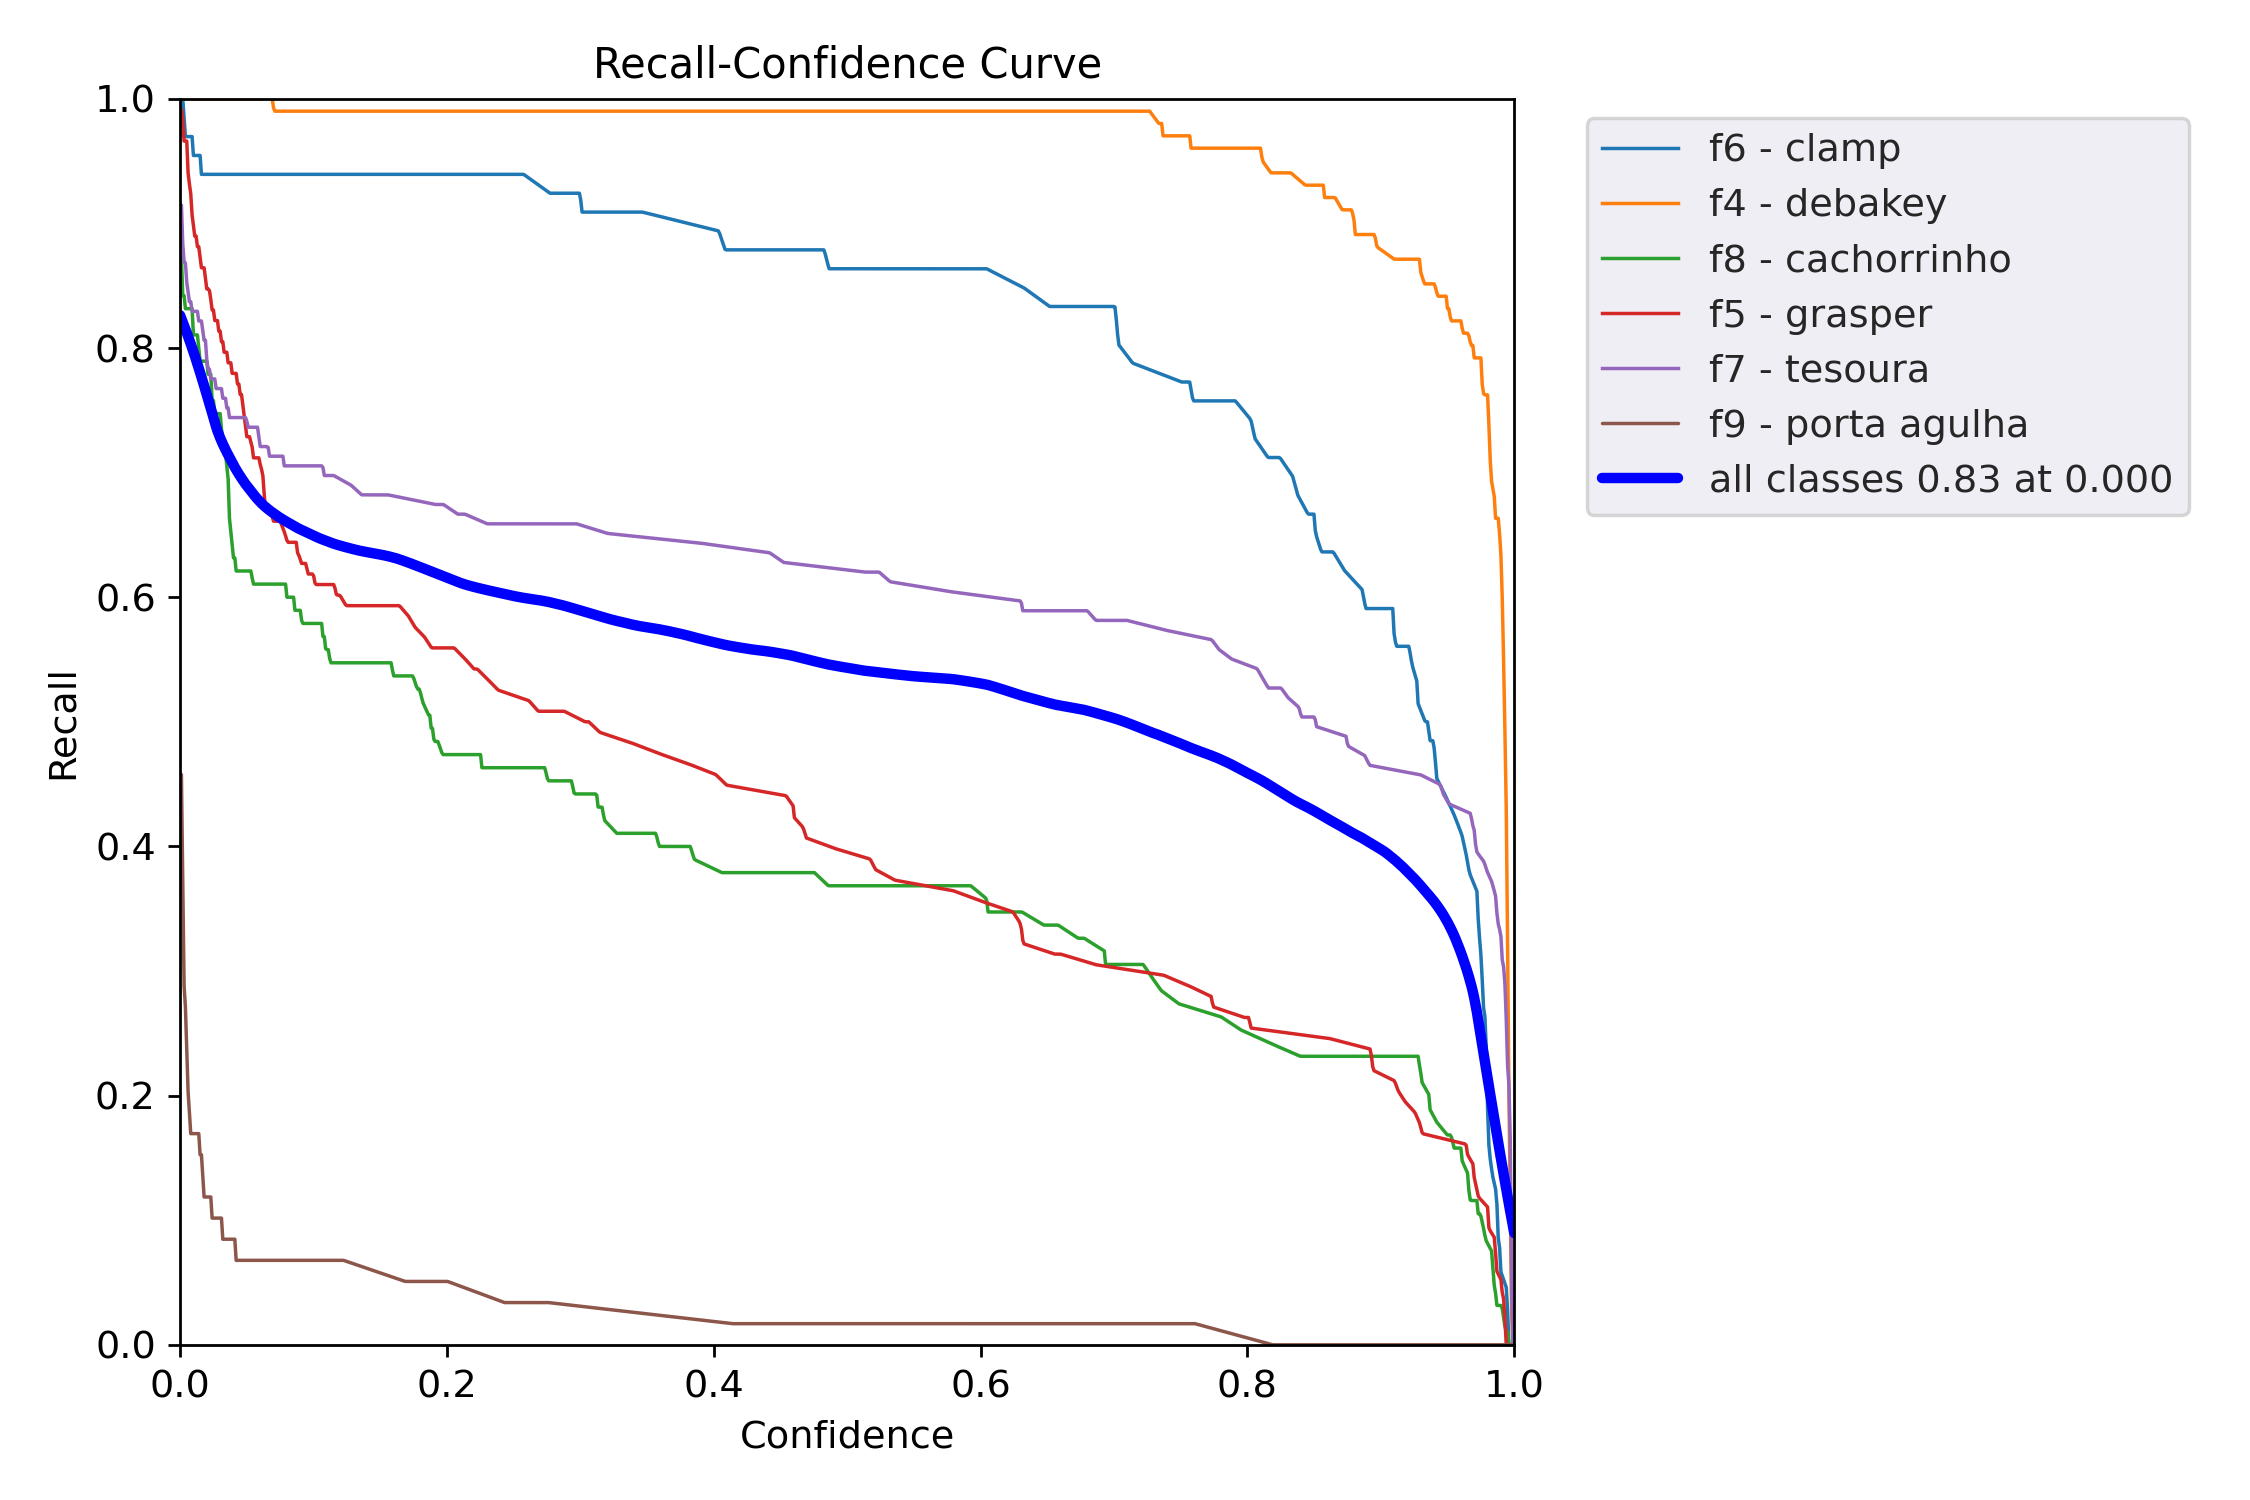 Recall-Confidence Curve
1.0
0.8
0.6
0.4
0.2
0.0
Recall
0.0 0.2 0.4 0.6 0.8 1.0
Confidence
f6 - clamp
f4 - debakey
f8 - cachorrinho
f5 - grasper
f7 - tesoura
f9 - porta agulha
all classes 0.83 at 0.000